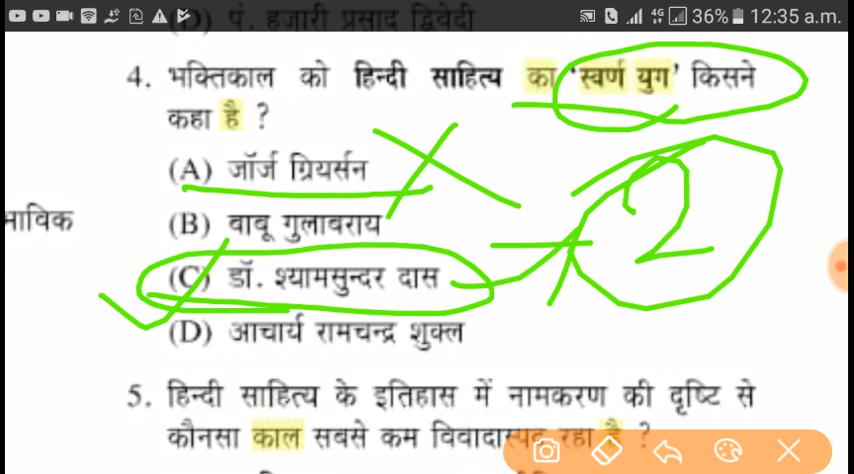 36% 12:35 a.m.
(D) पं. हजारी प्रसाद द्विवेदी
4. भक्तिकाल को हिन्दी साहित्य का 'स्वर्ण युग' किसने
कहा है ?
(A) जॉर्ज ग्रियर्सन
(B) बाबू गुलाबराय
भाविक
(C) डॉ. श्यामसुन्दर दास
2
(D) आचार्य रामचन्द्र शुक्ल
5. हिन्दी साहित्य के इतिहास में नामकरण की दृष्टि से
कौनसा काल सबसे कम विवादास्पद रहा है ?